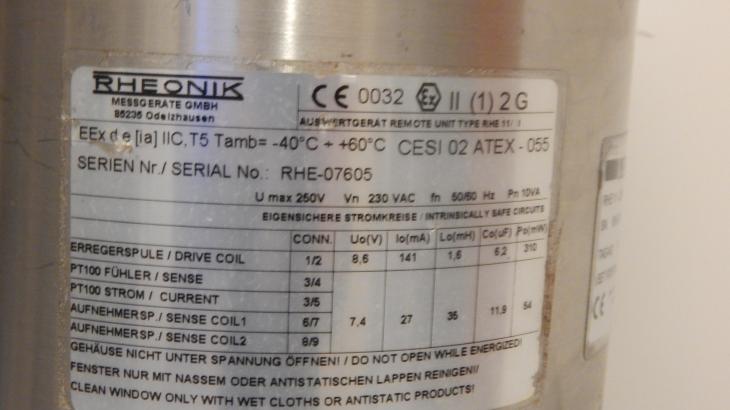 RHEONIK
MESSGERÄTE GMBH
85235 Odelzhausen
CE 0032 Ex II (1) 2 G
AUSWERTGERÄT REMOTE UNIT TYPE RHE 11/
EEx d e [ia] IIC, T5 Tamb= -40°C ÷ +60°C CESI 02 ATEX - 055
SERIEN Nr./ SERIAL No.: RHE-07605
U max 250V Vn 230 VAC fn 50/60 Hz Pn 10VA
EIGENSICHERE STROMKREISE / INTRINSICALLY SAFE CIRCUITS
CONN. Uo(V) Io(mA) Lo(mH) Co(uF) Po(mW)
ERREGERSPULE / DRIVE COIL 1/2 8,6 141 1,6 6,2 310
PT100 FÜHLER / SENSE 3/4
PT100 STROM / CURRENT 3/5
AUFNEHMERSP./ SENSE COIL1 6/7 7,4 27 35 11,9 54
AUFNEHMERSP./ SENSE COIL2 8/9
GEHÄUSE NICHT UNTER SPANNUNG ÖFFNEN! / DO NOT OPEN WHILE ENERGIZED!
FENSTER NUR MIT NASSEM ODER ANTISTATISCHEN LAPPEN REINIGEN!/
CLEAN WINDOW ONLY WITH WET CLOTHS OR ANTISTATIC PRODUCTS!
CE